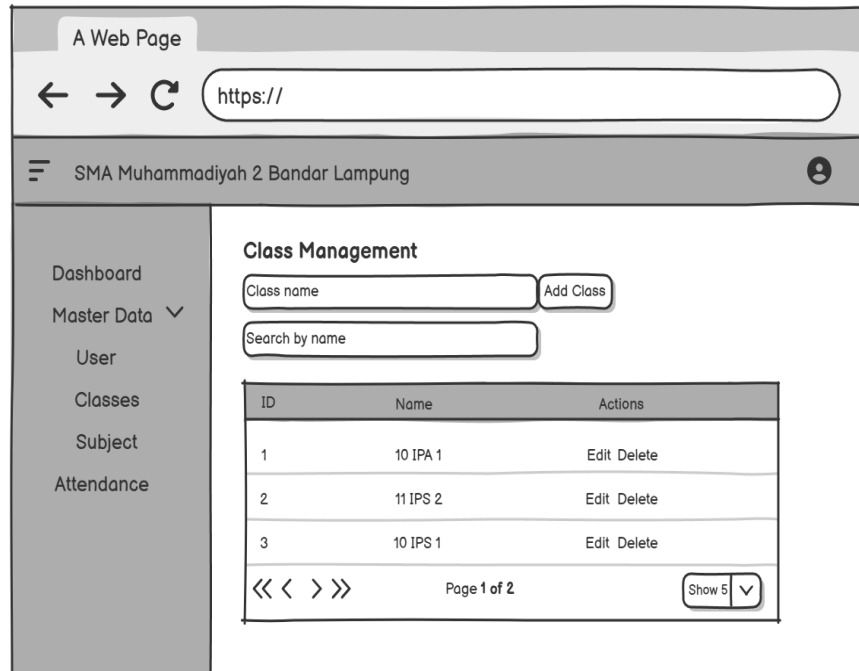 A Web Page
https://
SMA Muhammadiyah 2 Bandar Lampung
Dashboard
Master Data
User
Classes
Subject
Attendance
Class Management
Class name
Add Class
Search by name
ID Name Actions
1 10 IPA 1 Edit Delete
2 11 IPS 2 Edit Delete
3 10 IPS 1 Edit Delete
Page 1 of 2
Show 5